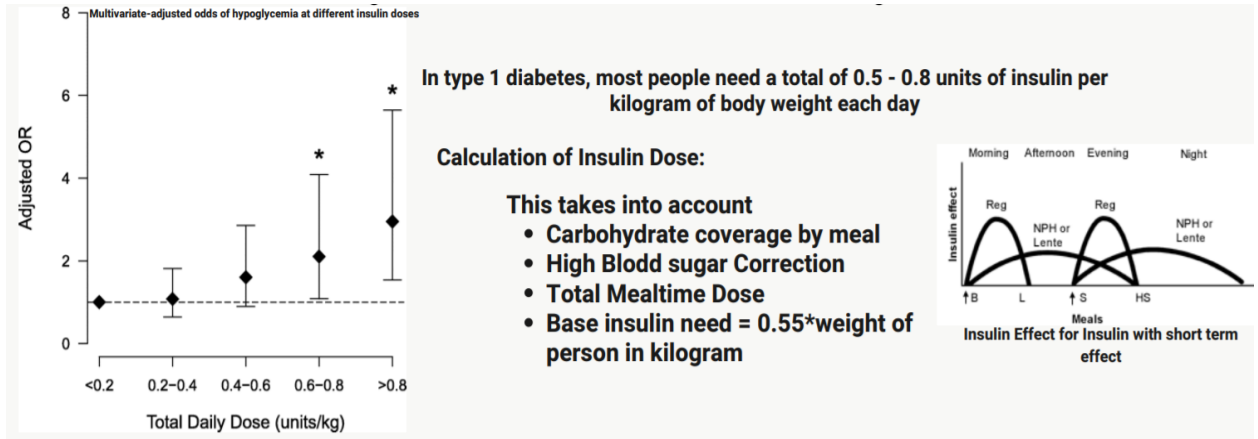 Multivariate-adjusted odds of hypoglycemia at different insulin doses
8
6
4
2
0
Adjusted OR
*
*
<0.2
0.2−0.4
0.4−0.6
0.6−0.8
>0.8
Total Daily Dose (units/kg)
In type 1 diabetes, most people need a total of 0.5 - 0.8 units of insulin per
kilogram of body weight each day
Calculation of Insulin Dose:
This takes into account
• Carbohydrate coverage by meal
• High Blodd sugar Correction
• Total Mealtime Dose
• Base insulin need = 0.55*weight of
person in kilogram
Morning Afternoon Evening Night
Insulin effect
Reg
NPH or
Lente
Reg
NPH or
Lente
B L S HS
Meals
Insulin Effect for Insulin with short term
effect